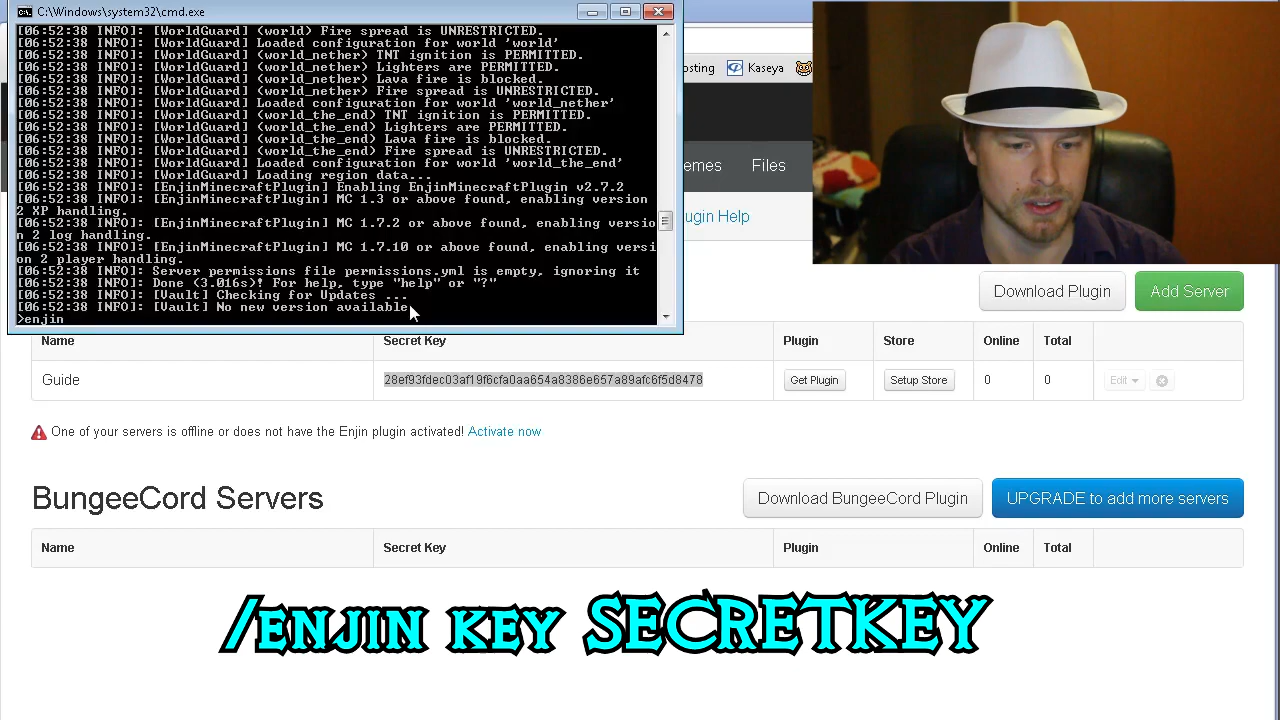 C:\Windows\system32\cmd.exe
[06:52:38 INFO]: [WorldGuard] (world) Fire spread is UNRESTRICTED.
[06:52:38 INFO]: [WorldGuard] Loaded configuration for world 'world'
[06:52:38 INFO]: [WorldGuard] (world_nether) TNT ignition is PERMITTED.
[06:52:38 INFO]: [WorldGuard] (world_nether) Lighters are PERMITTED.
[06:52:38 INFO]: [WorldGuard] (world_nether) Lava fire is blocked.
[06:52:38 INFO]: [WorldGuard] (world_nether) Fire spread is UNRESTRICTED.
[06:52:38 INFO]: [WorldGuard] Loaded configuration for world 'world_nether'
[06:52:38 INFO]: [WorldGuard] (world_the_end) TNT ignition is PERMITTED.
[06:52:38 INFO]: [WorldGuard] (world_the_end) Lighters are PERMITTED.
[06:52:38 INFO]: [WorldGuard] (world_the_end) Lava fire is blocked.
[06:52:38 INFO]: [WorldGuard] (world_the_end) Fire spread is UNRESTRICTED.
[06:52:38 INFO]: [WorldGuard] Loaded configuration for world 'world_the_end'
[06:52:38 INFO]: [WorldGuard] Loading region data...
[06:52:38 INFO]: [EnjinMinecraftPlugin] Enabling EnjinMinecraftPlugin v2.7.2
[06:52:38 INFO]: [EnjinMinecraftPlugin] MC 1.3 or above found, enabling version
2 XP handling.
[06:52:38 INFO]: [EnjinMinecraftPlugin] MC 1.7.2 or above found, enabling versio
n 2 log handling.
[06:52:38 INFO]: [EnjinMinecraftPlugin] MC 1.7.10 or above found, enabling versi
on 2 player handling.
[06:52:38 INFO]: Server permissions file permissions.yml is empty, ignoring it
[06:52:38 INFO]: Done (3.016s)! For help, type "help" or "?"
[06:52:38 INFO]: [Vault] Checking for Updates ...
[06:52:38 INFO]: [Vault] No new version available
>enjin
osting Kaseya
emes Files
lugin Help
Download Plugin Add Server
Name Secret Key Plugin Store Online Total
Guide 28ef93fdec03af19f6cfa0aa654a8386e657a89afc6f5d8478 Get Plugin Setup Store 0 0 Edit
One of your servers is offline or does not have the Enjin plugin activated! Activate now
BungeeCord Servers Download BungeeCord Plugin UPGRADE to add more servers
Name Secret Key Plugin Online Total
/ENJIN KEY SECRETKEY